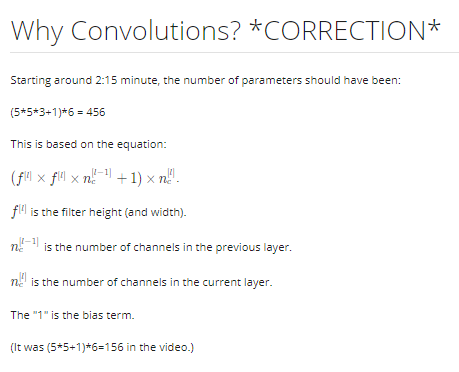 Why Convolutions? *CORRECTION*
Starting around 2:15 minute, the number of parameters should have been:
(5*5*3+1)*6 = 456
This is based on the equation:
(f^[l] × f^[l] × n_c^[l−1] + 1) × n_c^[l].
f^[l] is the filter height (and width).
n_c^[l−1] is the number of channels in the previous layer.
n_c^[l] is the number of channels in the current layer.
The "1" is the bias term.
(It was (5*5+1)*6=156 in the video.)